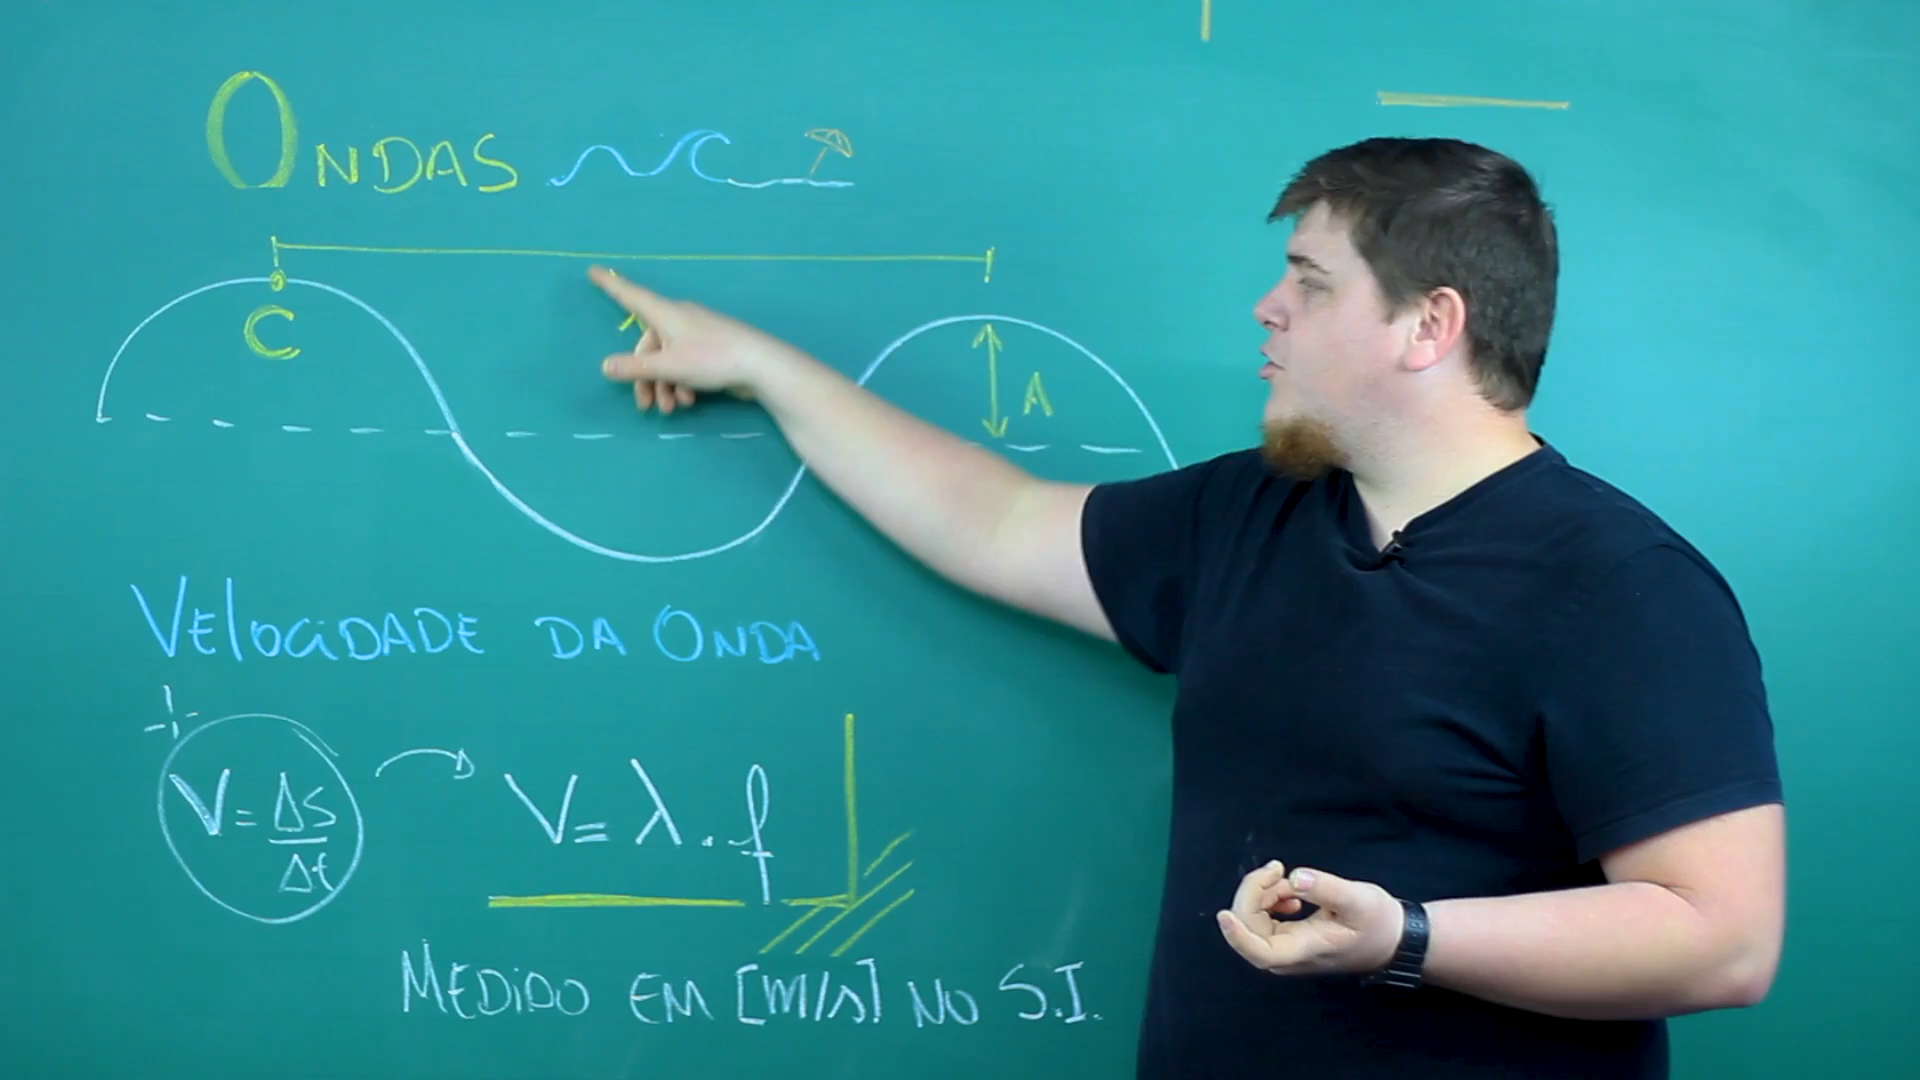 ONDAS
C
A
VELOCIDADE DA ONDA
V = ΔS/Δt
V = λ . f
MEDIDO EM [m/s] NO S.I.